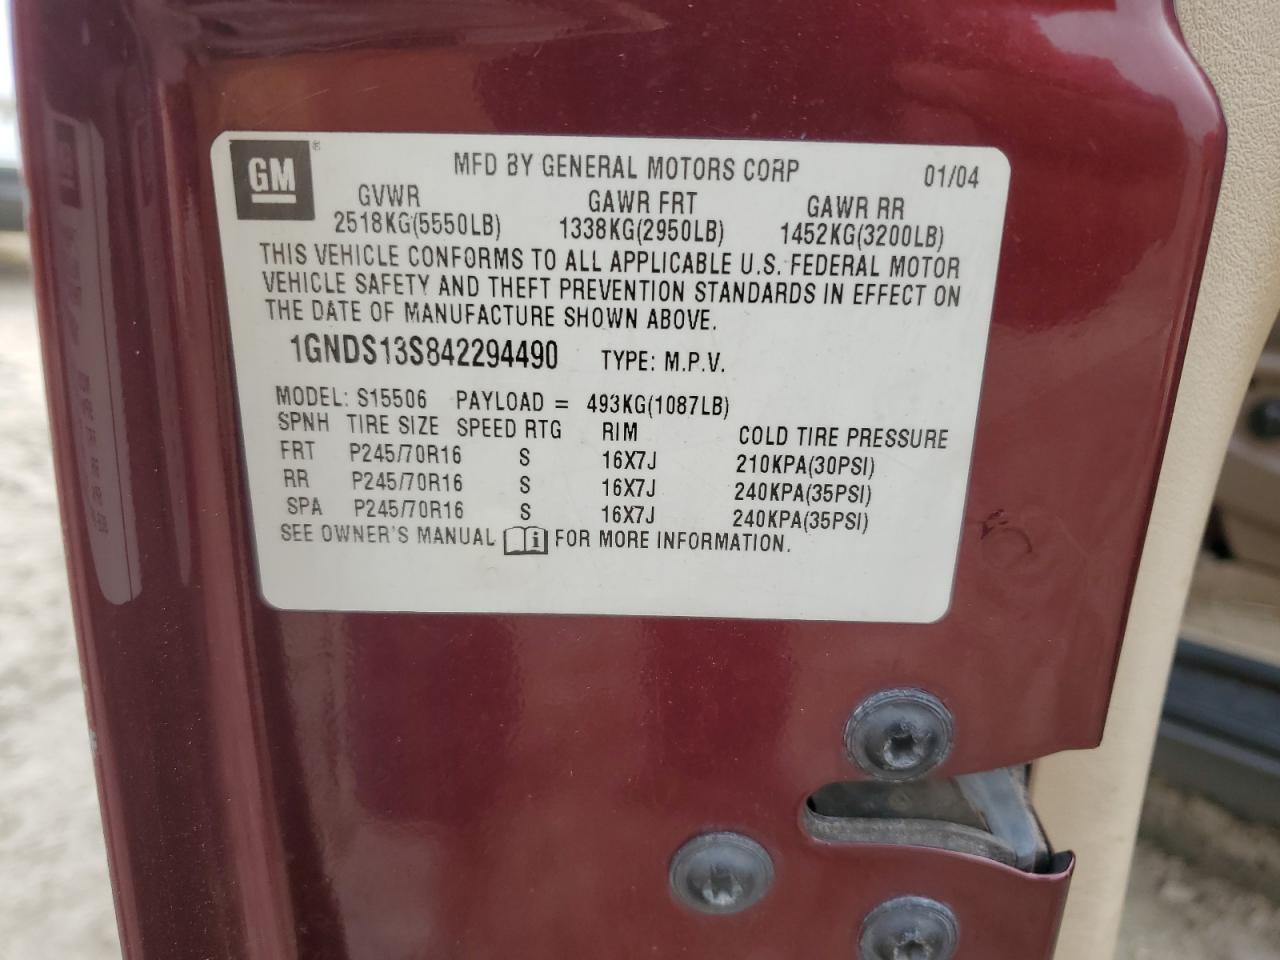 GM ® MFD BY GENERAL MOTORS CORP 01/04
GVWR GAWR FRT GAWR RR
2518KG(5550LB) 1338KG(2950LB) 1452KG(3200LB)
THIS VEHICLE CONFORMS TO ALL APPLICABLE U.S. FEDERAL MOTOR
VEHICLE SAFETY AND THEFT PREVENTION STANDARDS IN EFFECT ON
THE DATE OF MANUFACTURE SHOWN ABOVE.
1GNDS13S842294490 TYPE: M.P.V.
MODEL: S15506 PAYLOAD = 493KG(1087LB)
SPNH TIRE SIZE SPEED RTG RIM COLD TIRE PRESSURE
FRT P245/70R16 S 16X7J 210KPA(30PSI)
RR P245/70R16 S 16X7J 240KPA(35PSI)
SPA P245/70R16 S 16X7J 240KPA(35PSI)
SEE OWNER'S MANUAL i FOR MORE INFORMATION.